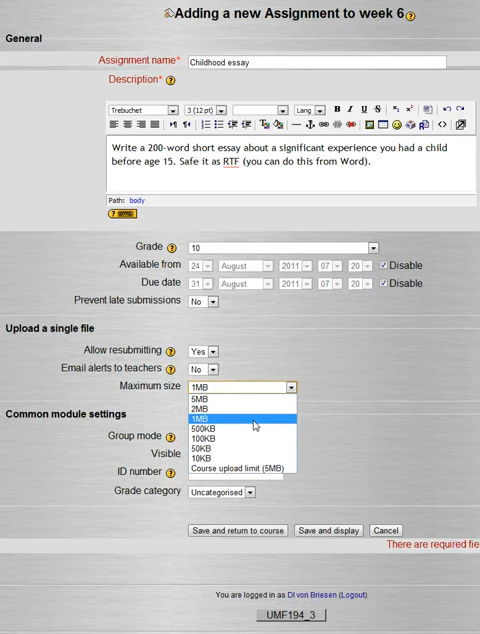 Adding a new Assignment to week 6
General
Assignment name* Childhood essay
Description*
Trebuchet 3 (12 pt) Lang B I U S x₂ x²
Write a 200-word short essay about a significant experience you had a child
before age 15. Safe it as RTF (you can do this from Word).
Path: body
Grade 10
Available from 24 August 2011 07 20 Disable
Due date 31 August 2011 07 20 Disable
Prevent late submissions No
Upload a single file
Allow resubmitting Yes
Email alerts to teachers No
Maximum size 1MB
5MB
2MB
1MB
Common module settings
500KB
Group mode 100KB
Visible 50KB
10KB
ID number Course upload limit (5MB)
Grade category Uncategorised
Save and return to course Save and display Cancel
There are required fie
You are logged in as DI von Briesen (Logout)
UMF194_3